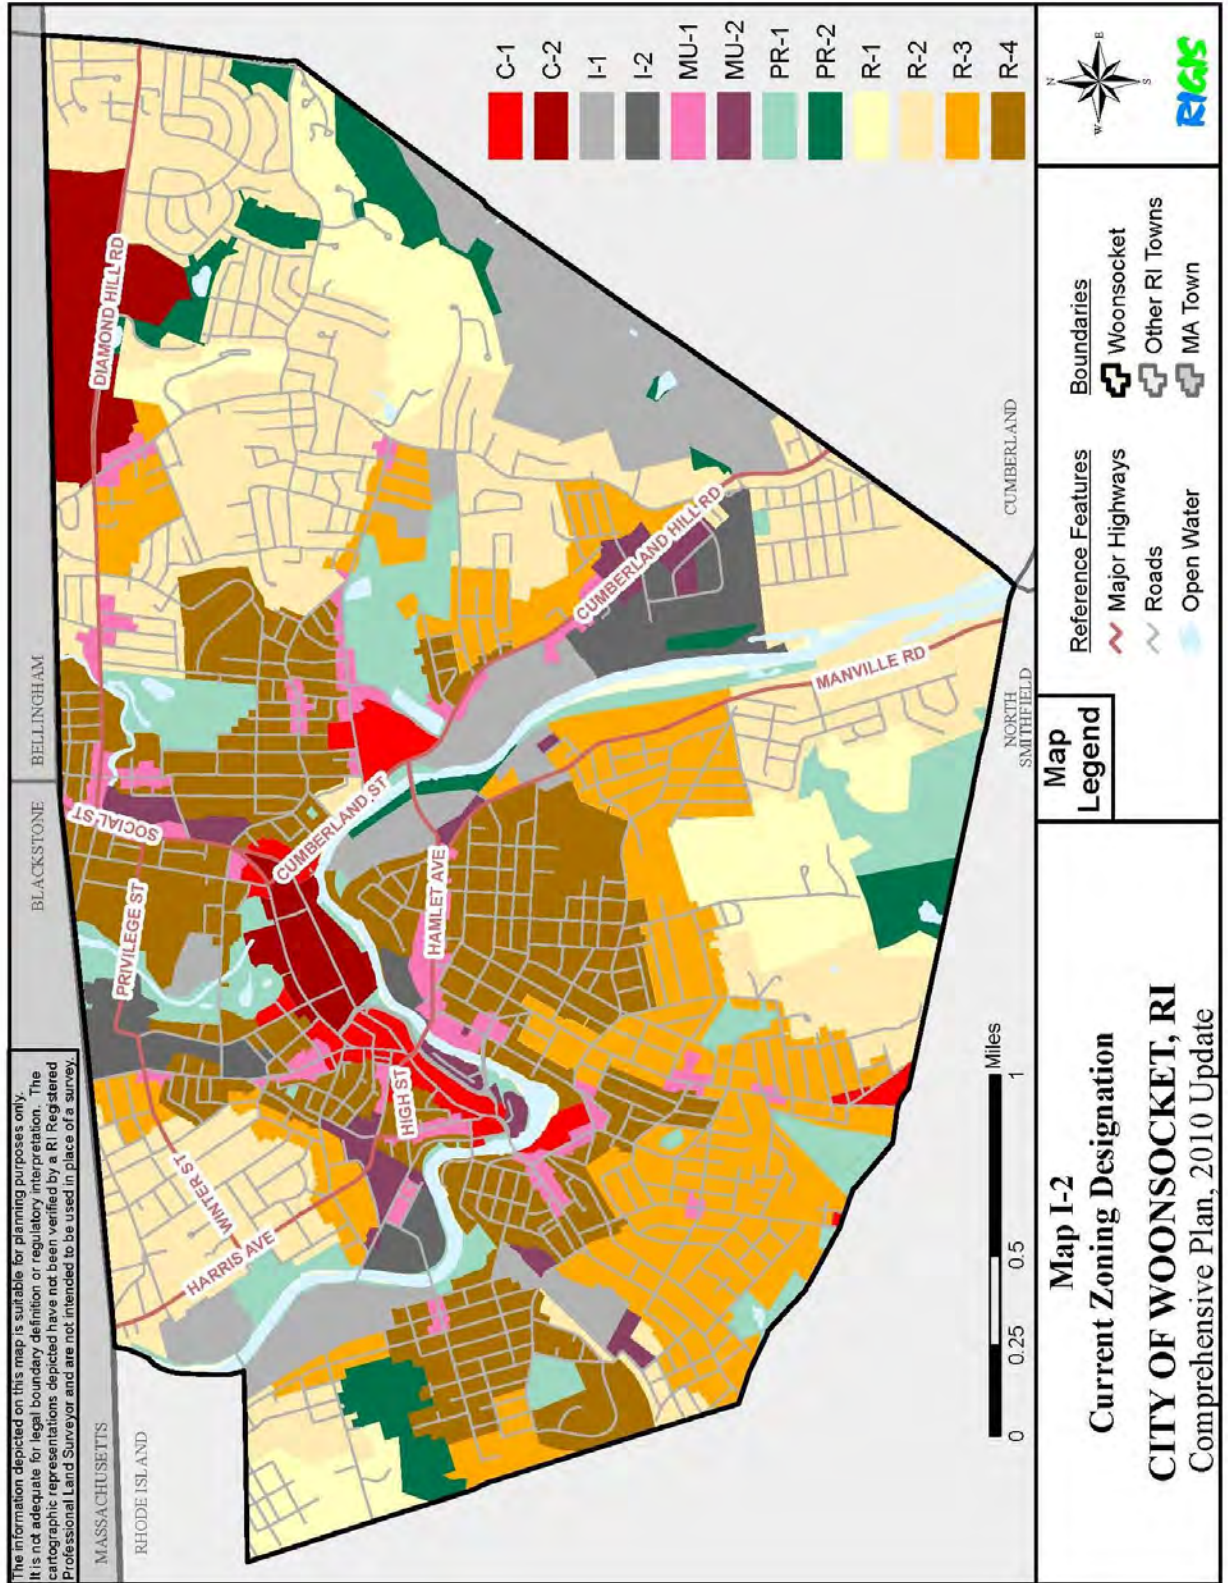 The information depicted on this map is suitable for planning purposes only.
It is not adequate for legal boundary definition or regulatory interpretation. The
cartographic representations depicted have not been verified by a RI Registered
Professional Land Surveyor and are not intended to be used in place of a survey.
MASSACHUSETTS
RHODE ISLAND
BLACKSTONE
BELLINGHAM
DIAMOND HILL RD
SOCIAL ST
PRIVILEGE ST
CUMBERLAND ST
HAMLET AVE
HIGH ST
WINTER ST
HARRIS AVE
CUMBERLAND HILL RD
MANVILLE RD
NORTH
SMITHFIELD
CUMBERLAND
C-1
C-2
I-1
I-2
MU-1
MU-2
PR-1
PR-2
R-1
R-2
R-3
R-4
0
0.25
0.5
1
Miles
Map I-2
Current Zoning Designation
CITY OF WOONSOCKET, RI
Comprehensive Plan, 2010 Update
Map
Legend
Reference Features
Major Highways
Roads
Open Water
Boundaries
Woonsocket
Other RI Towns
MA Town
N
E
S
W
RIGIS